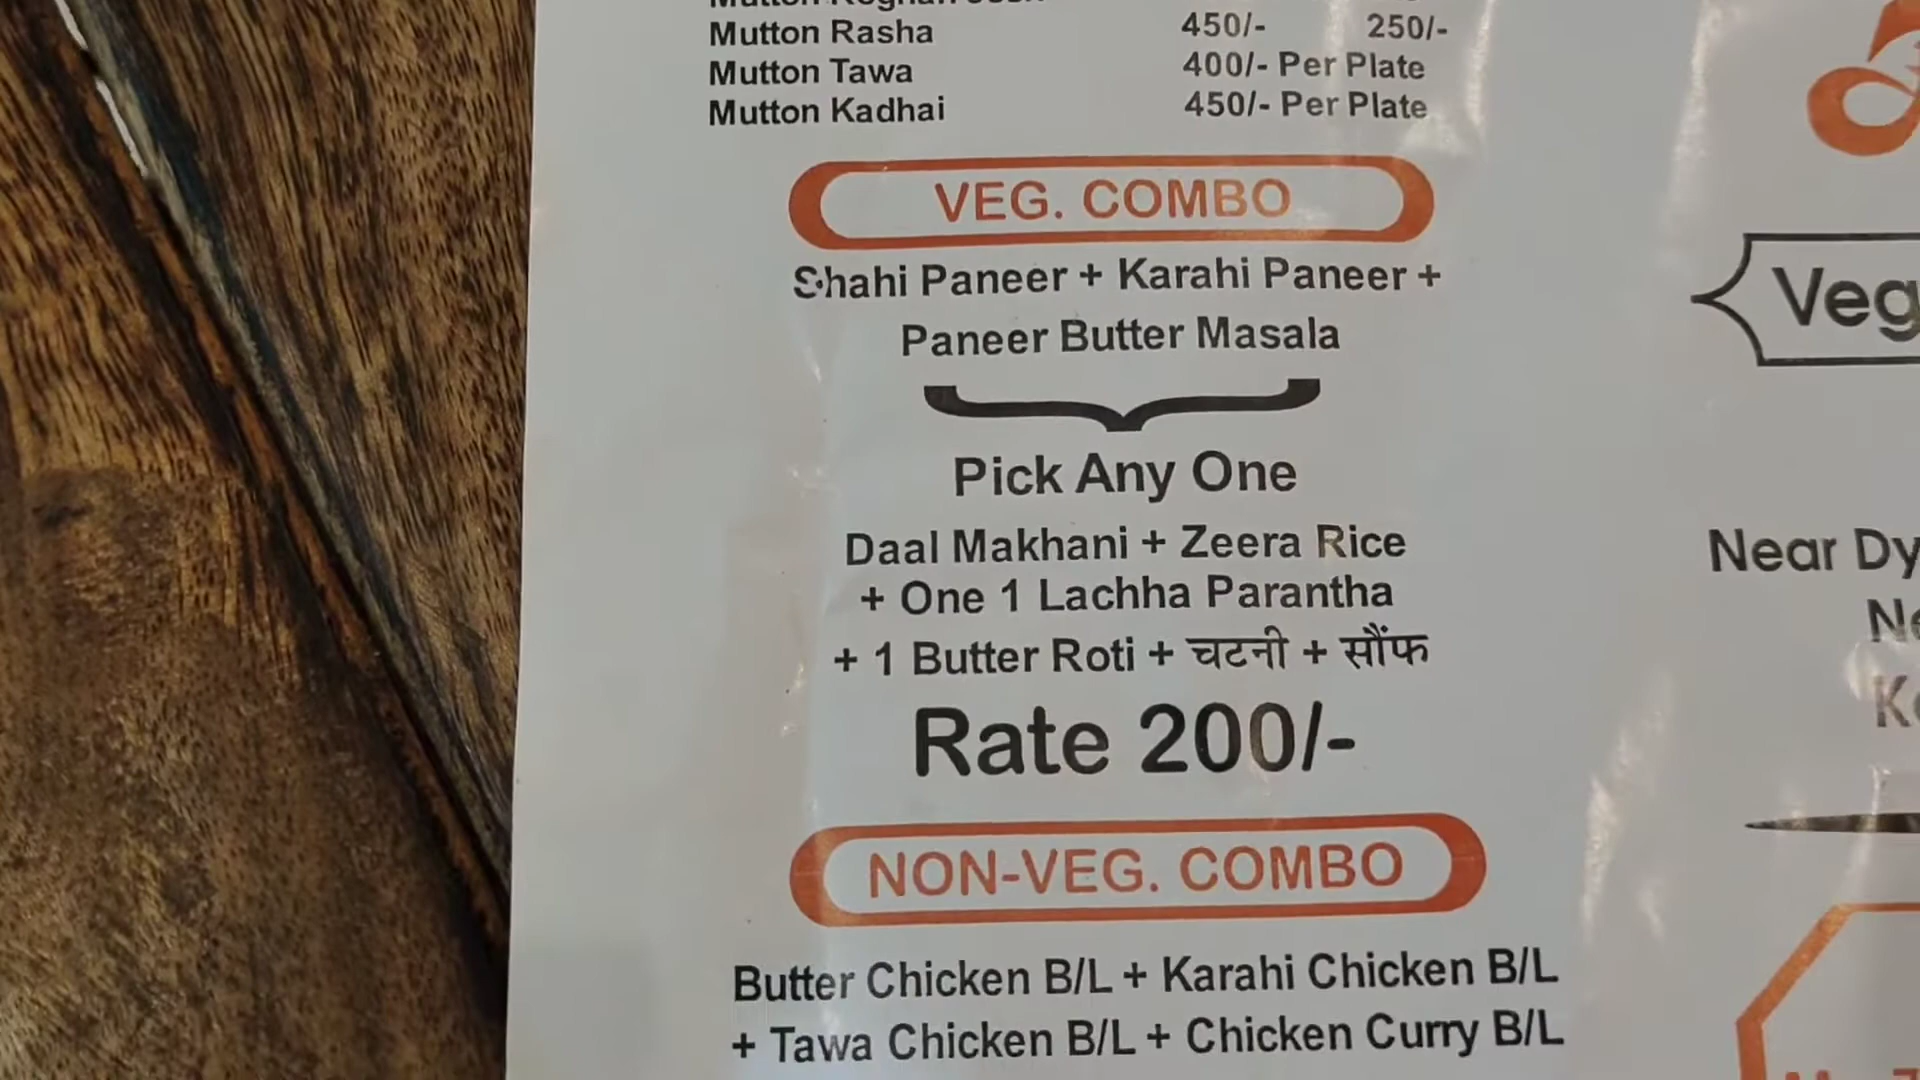 Mutton Rasha 450/- 250/-
Mutton Tawa 400/- Per Plate
Mutton Kadhai 450/- Per Plate
VEG. COMBO
Shahi Paneer + Karahi Paneer +
Paneer Butter Masala
Pick Any One
Daal Makhani + Zeera Rice
+ One 1 Lachha Parantha
+ 1 Butter Roti + चटनी + सौंफ
Rate 200/-
NON-VEG. COMBO
Butter Chicken B/L + Karahi Chicken B/L
+ Tawa Chicken B/L + Chicken Curry B/L
Veg
Near